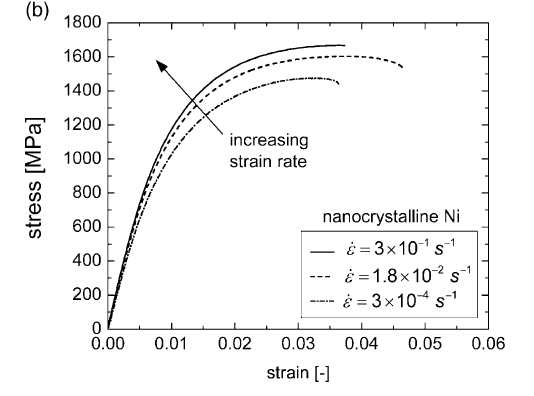 (b)
1800
1600
1400
1200
1000
800
600
400
200
0
stress [MPa]
increasing
strain rate
nanocrystalline Ni
ε̇ = 3×10⁻¹ s⁻¹
ε̇ = 1.8×10⁻² s⁻¹
ε̇ = 3×10⁻⁴ s⁻¹
0.00 0.01 0.02 0.03 0.04 0.05 0.06
strain [-]